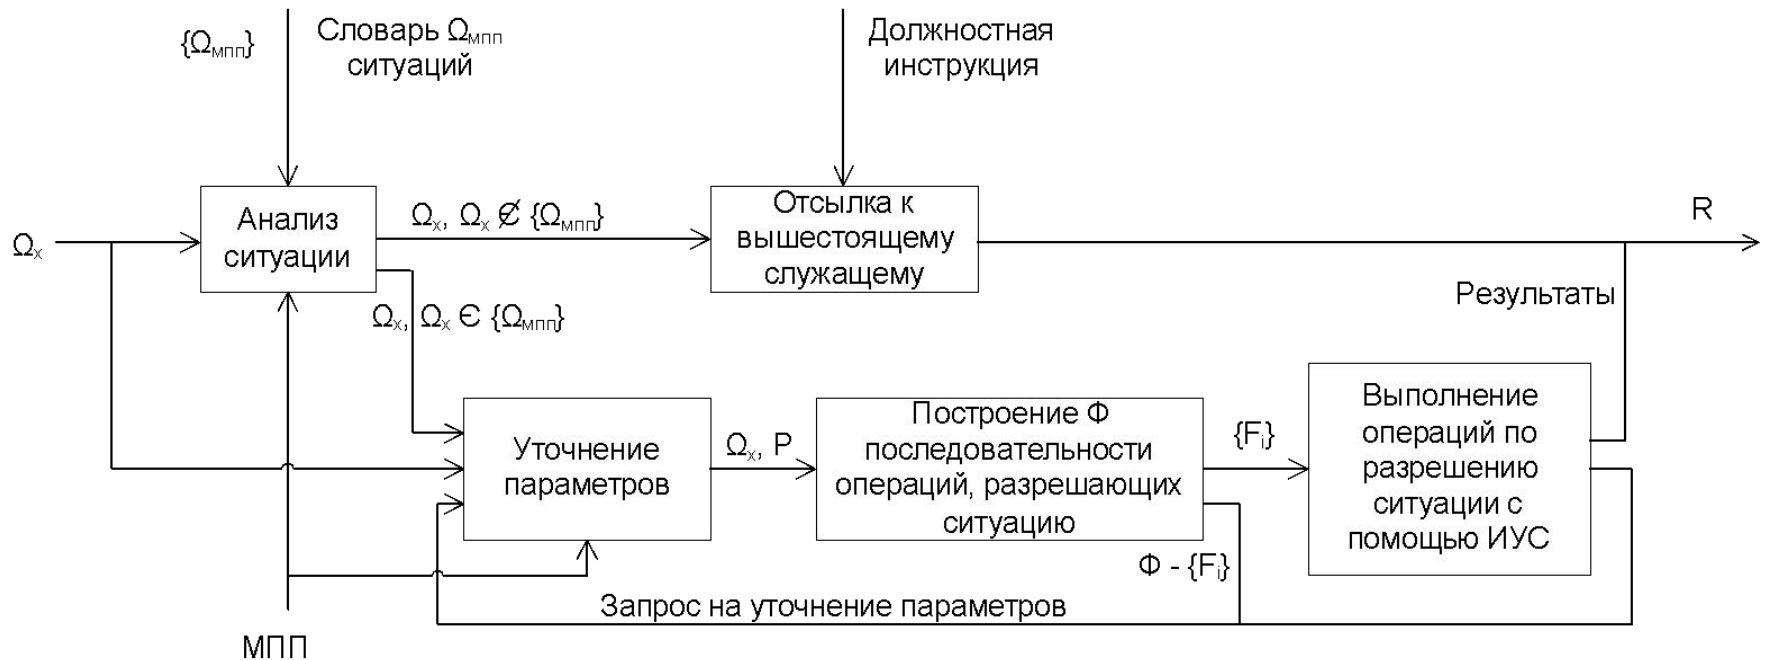 {Ωмпп}
Словарь Ωмпп
ситуаций
Должностная
инструкция
Анализ
ситуации
Ωx
Ωx, Ωx ∉ {Ωмпп}
Отсылка к
вышестоящему
служащему
R
Ωx, Ωx Є {Ωмпп}
Результаты
Уточнение
параметров
Ωx, P
Построение Ф
последовательности
операций, разрешающих
ситуацию
{Fi}
Выполнение
операций по
разрешению
ситуации с
помощью ИУС
Ф - {Fi}
Запрос на уточнение параметров
МПП